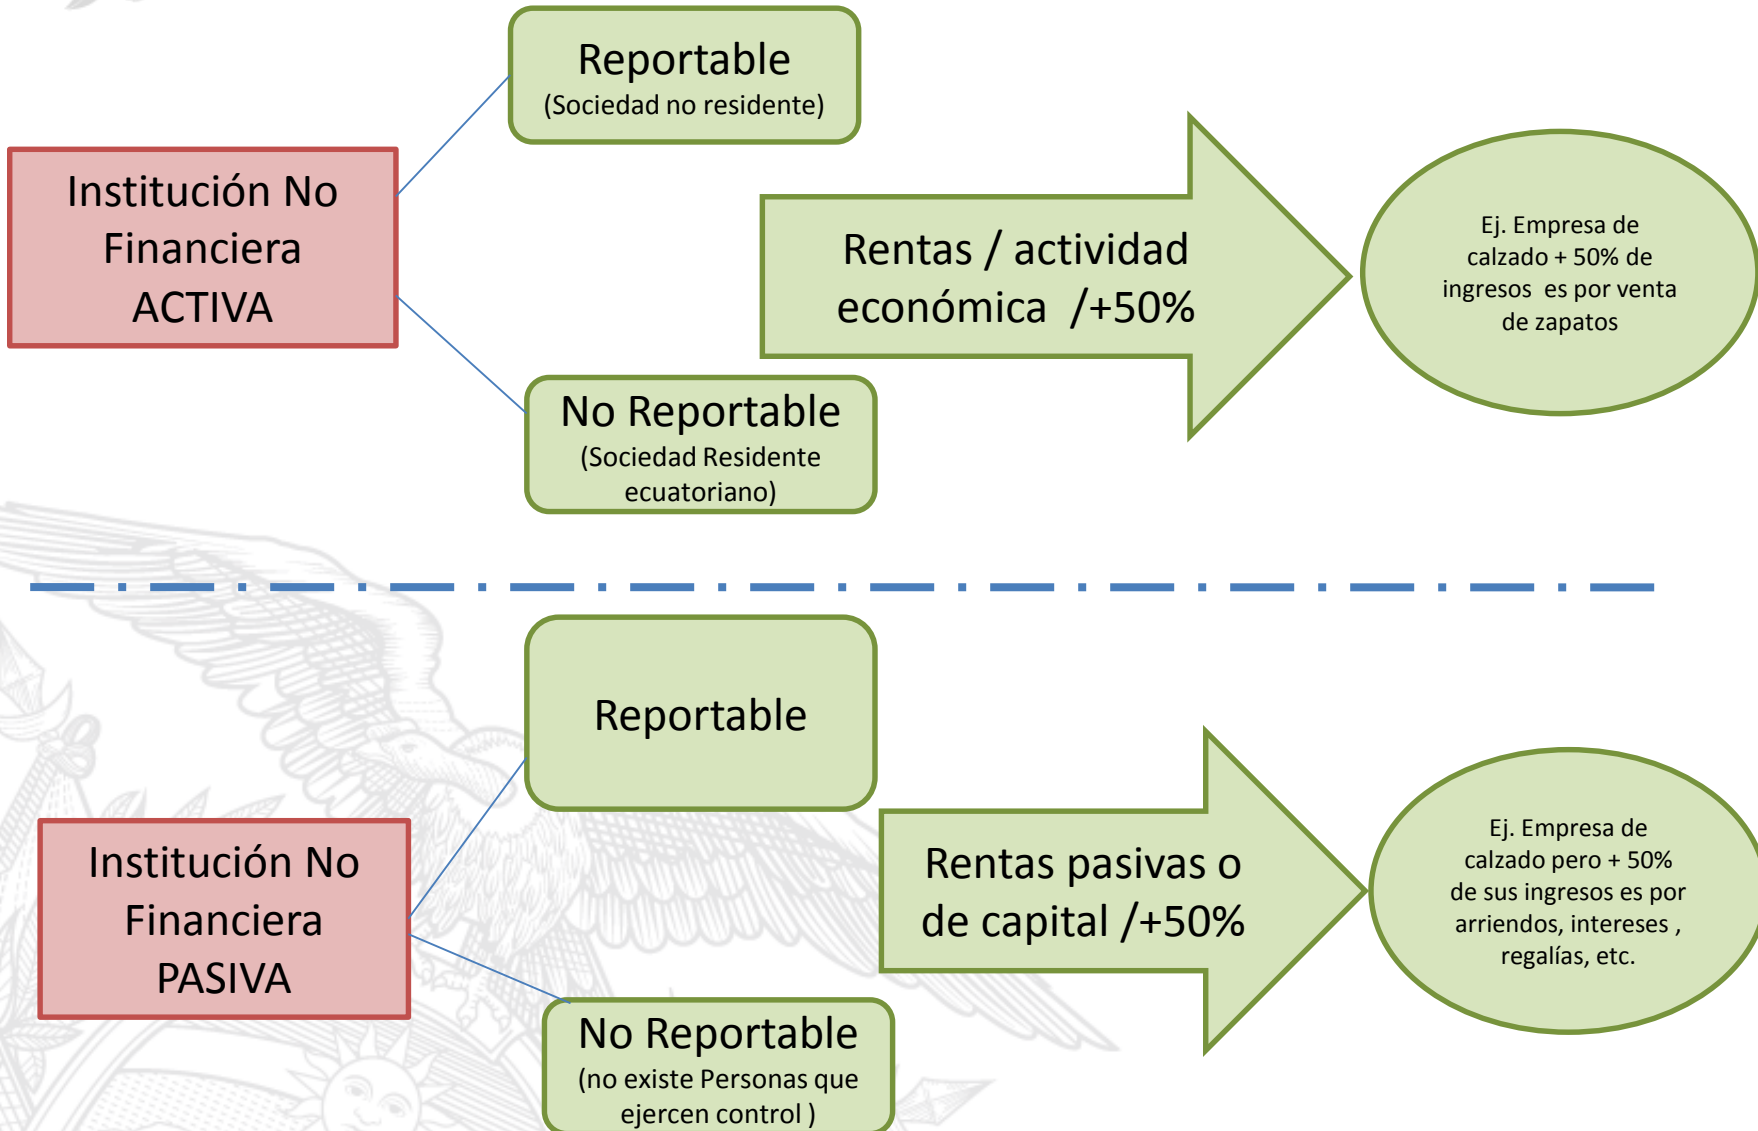 Reportable
(Sociedad no residente)
Institución No
Financiera
ACTIVA
Rentas / actividad
económica /+50%
Ej. Empresa de
calzado + 50% de
ingresos es por venta
de zapatos
No Reportable
(Sociedad Residente
ecuatoriano)
Reportable
Institución No
Financiera
PASIVA
Rentas pasivas o
de capital /+50%
Ej. Empresa de
calzado pero + 50%
de sus ingresos es por
arriendos, intereses ,
regalías, etc.
No Reportable
(no existe Personas que
ejercen control )